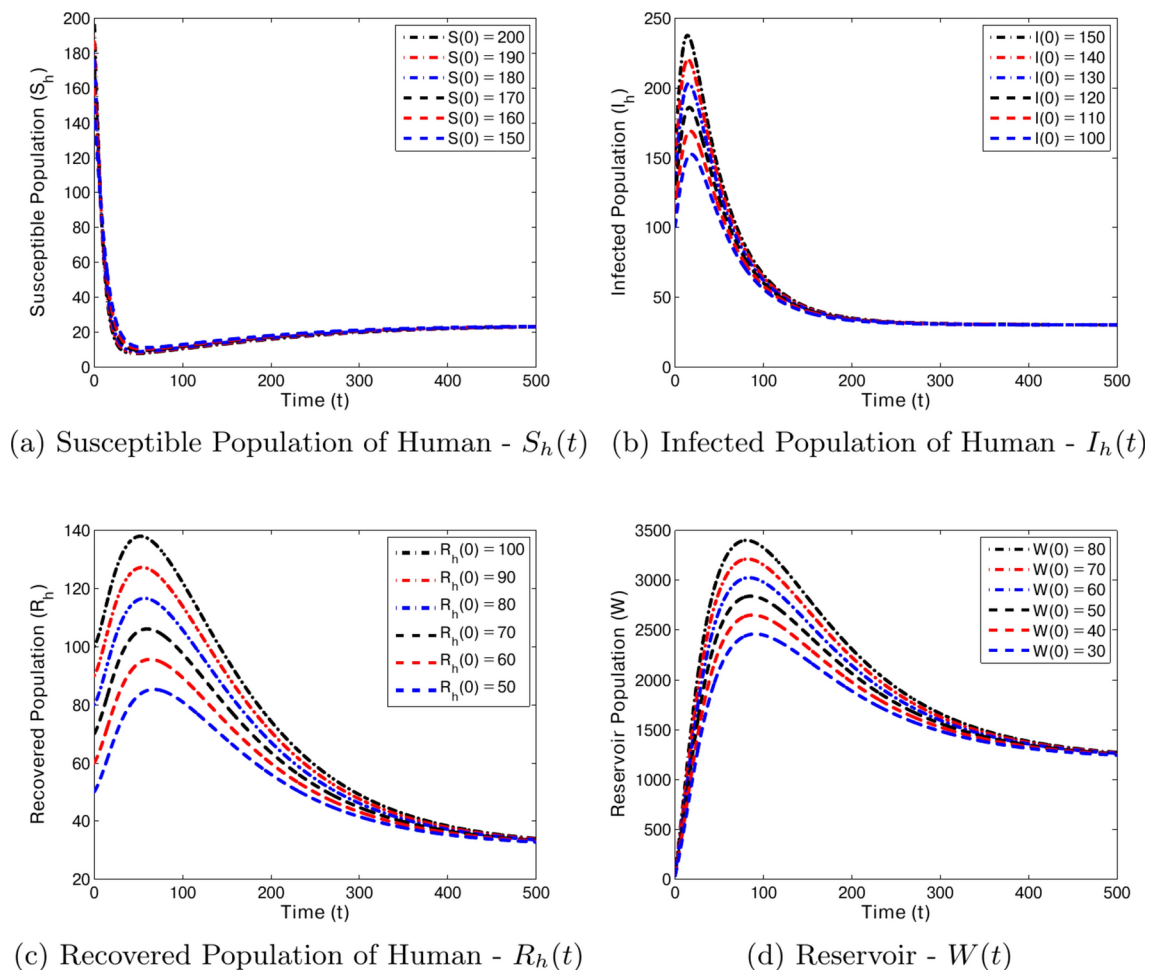 200
180
160
140
120
100
80
60
40
20
0
0 100 200 300 400 500
Susceptible Population (S_h)
Time (t)
S(0) = 200
S(0) = 190
S(0) = 180
S(0) = 170
S(0) = 160
S(0) = 150
250
200
150
100
50
0
0 100 200 300 400 500
Infected Population (I_h)
Time (t)
I(0) = 150
I(0) = 140
I(0) = 130
I(0) = 120
I(0) = 110
I(0) = 100
(a) Susceptible Population of Human - S_h(t)
(b) Infected Population of Human - I_h(t)
140
120
100
80
60
40
20
0 100 200 300 400 500
Recovered Population (R_h)
Time (t)
R_h(0) = 100
R_h(0) = 90
R_h(0) = 80
R_h(0) = 70
R_h(0) = 60
R_h(0) = 50
3500
3000
2500
2000
1500
1000
500
0
0 100 200 300 400 500
Reservoir Population (W)
Time (t)
W(0) = 80
W(0) = 70
W(0) = 60
W(0) = 50
W(0) = 40
W(0) = 30
(c) Recovered Population of Human - R_h(t)
(d) Reservoir - W(t)